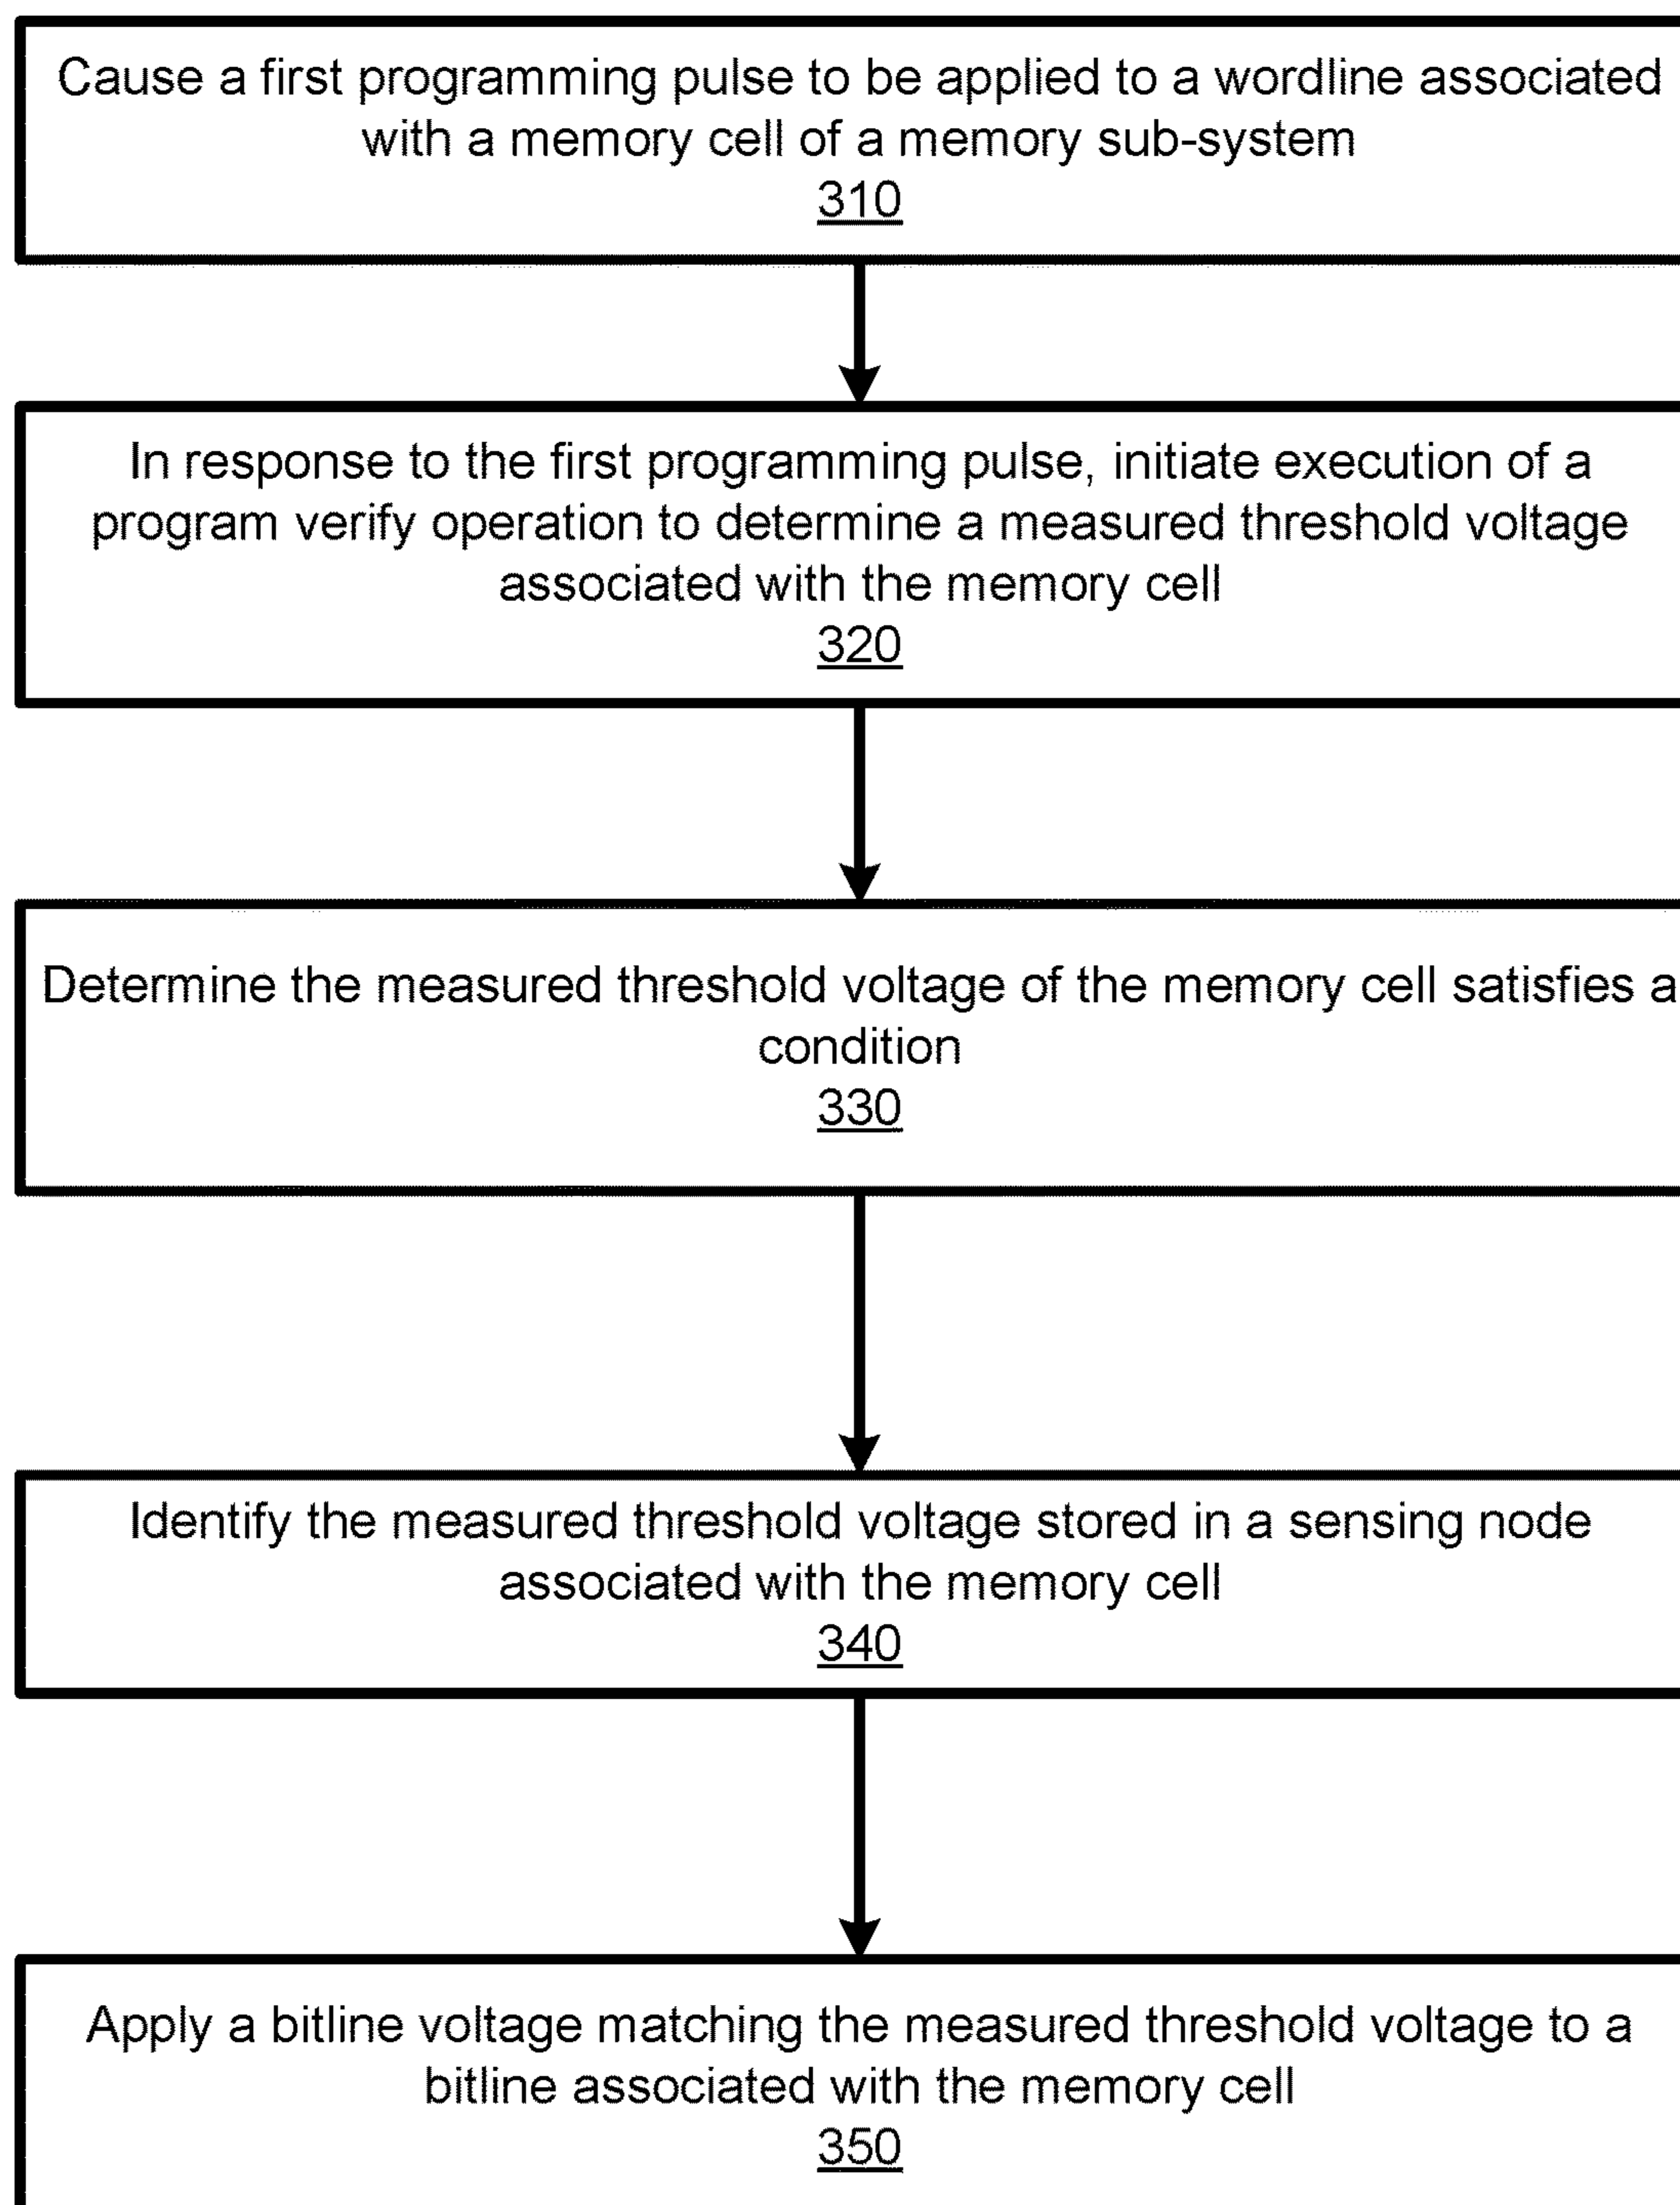 Cause a first programming pulse to be applied to a wordline associated
with a memory cell of a memory sub-system
310
In response to the first programming pulse, initiate execution of a
program verify operation to determine a measured threshold voltage
associated with the memory cell
320
Determine the measured threshold voltage of the memory cell satisfies a
condition
330
Identify the measured threshold voltage stored in a sensing node
associated with the memory cell
340
Apply a bitline voltage matching the measured threshold voltage to a
bitline associated with the memory cell
350